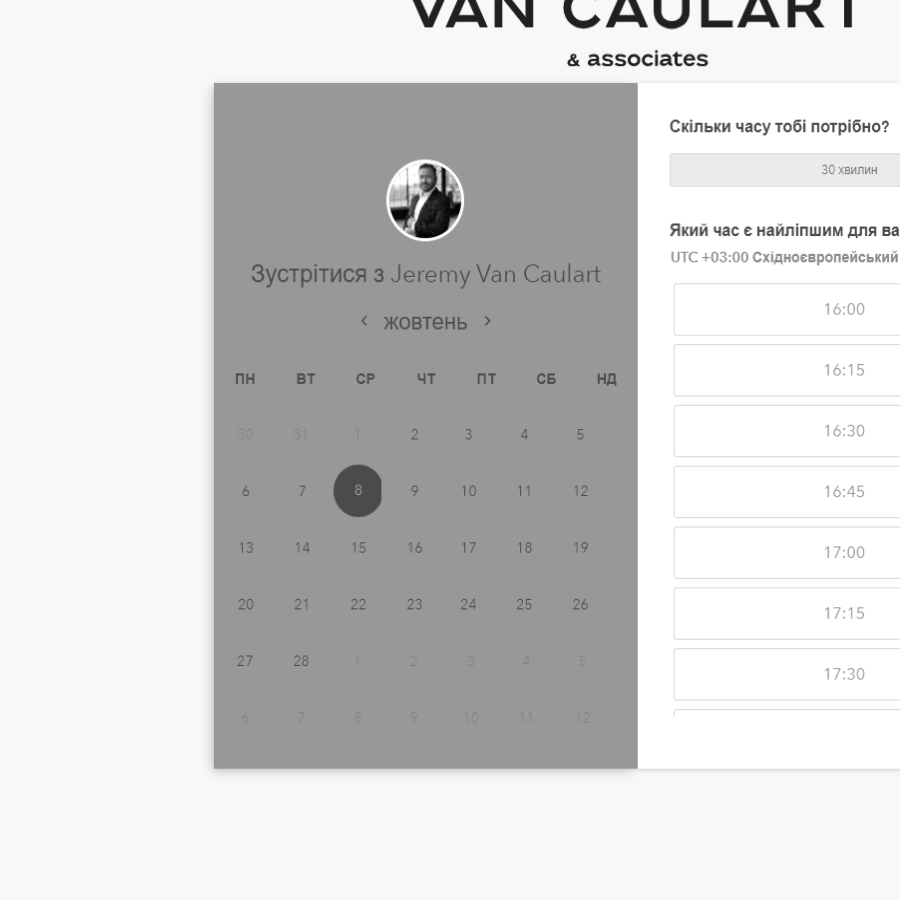 VAN CAULART
& associates
Зустрітися з Jeremy Van Caulart
жовтень
ПН ВТ СР ЧТ ПТ СБ НД
30 31 1 2 3 4 5
6 7 8 9 10 11 12
13 14 15 16 17 18 19
20 21 22 23 24 25 26
27 28 1 2 3 4 5
6 7 8 9 10 11 12
Скільки часу тобі потрібно?
30 хвилин
Який час є найліпшим для ва
UTC +03:00 Східноєвропейський
16:00
16:15
16:30
16:45
17:00
17:15
17:30